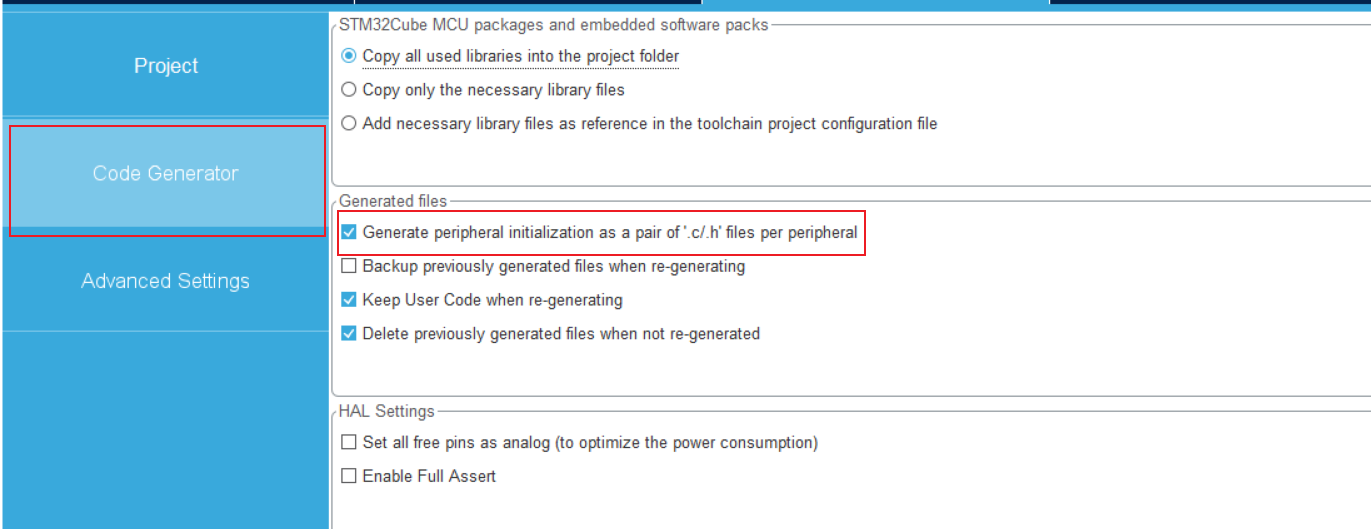 STM32Cube MCU packages and embedded software packs
Project
Copy all used libraries into the project folder
Copy only the necessary library files
Add necessary library files as reference in the toolchain project configuration file
Code Generator
Generated files
Generate peripheral initialization as a pair of '.c/.h' files per peripheral
Backup previously generated files when re-generating
Advanced Settings
Keep User Code when re-generating
Delete previously generated files when not re-generated
HAL Settings
Set all free pins as analog (to optimize the power consumption)
Enable Full Assert